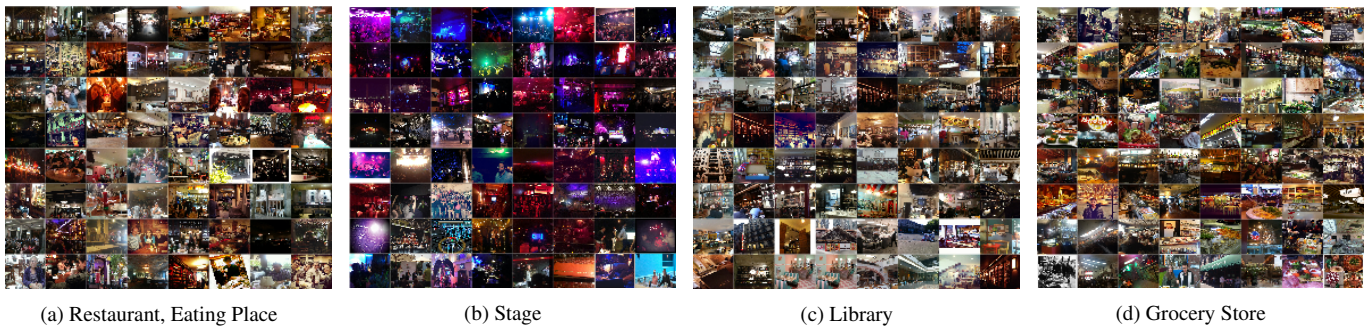 (a) Restaurant, Eating Place
(b) Stage
(c) Library
(d) Grocery Store